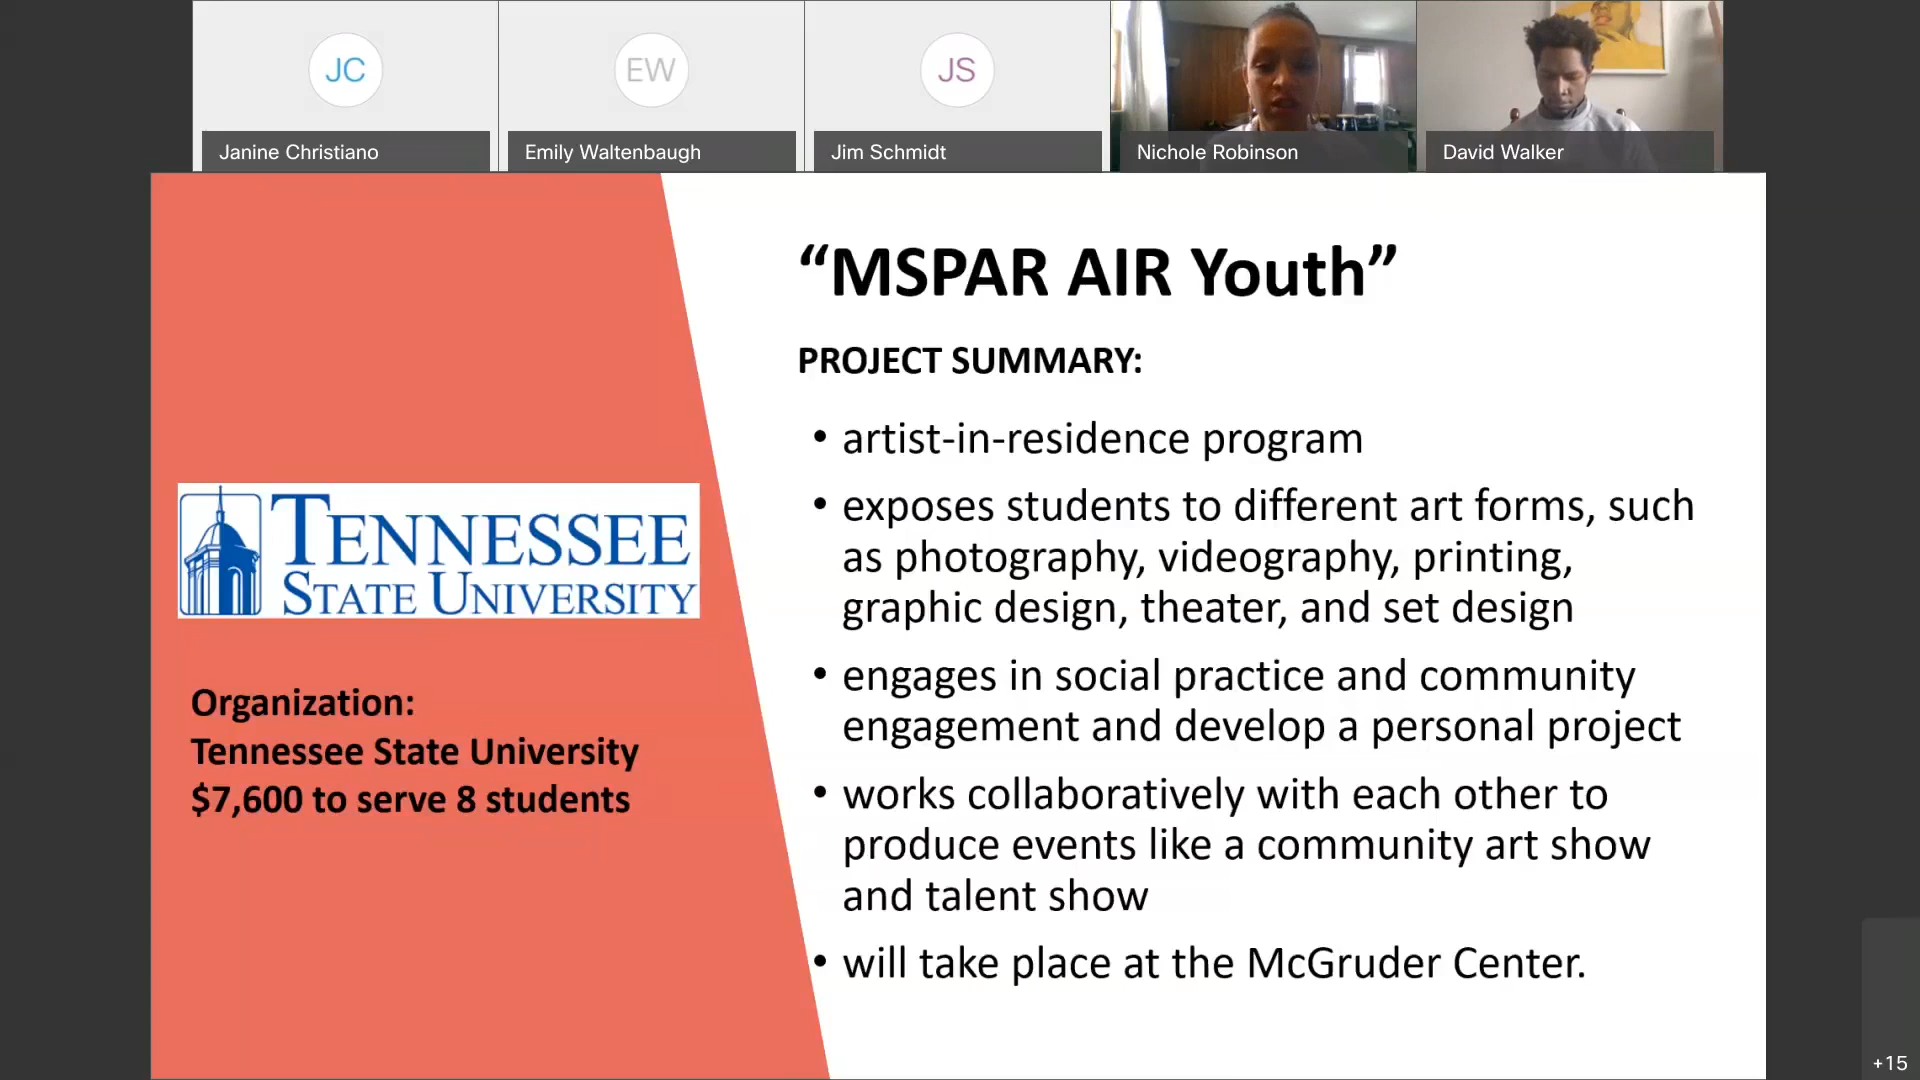 JC
EW
JS
Janine Christiano
Emily Waltenbaugh
Jim Schmidt
Nichole Robinson
David Walker
“MSPAR AIR Youth”
PROJECT SUMMARY:
• artist-in-residence program
• exposes students to different art forms, such
as photography, videography, printing,
graphic design, theater, and set design
• engages in social practice and community
engagement and develop a personal project
• works collaboratively with each other to
produce events like a community art show
and talent show
• will take place at the McGruder Center.
TENNESSEE
STATE UNIVERSITY
Organization:
Tennessee State University
$7,600 to serve 8 students
+15